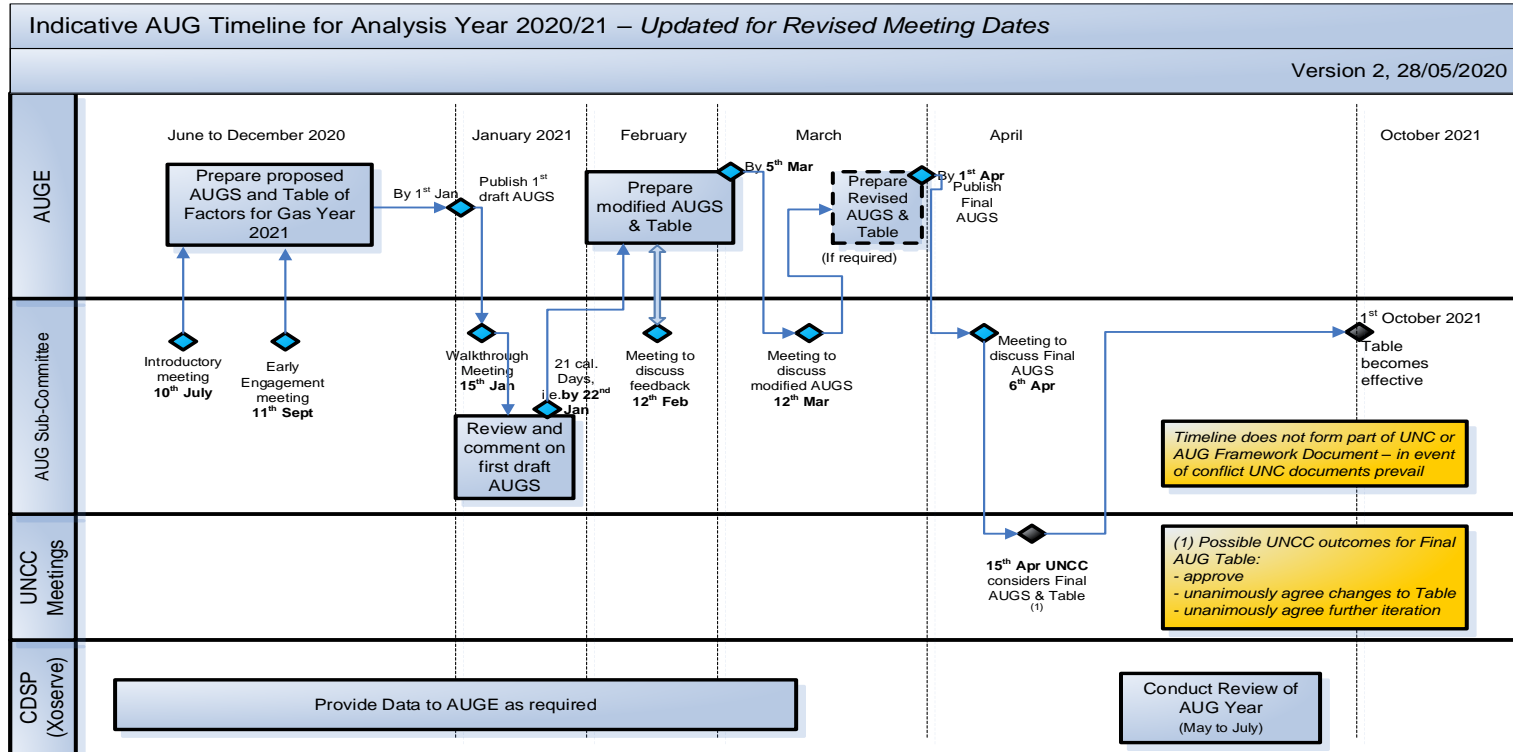 Indicative AUG Timeline for Analysis Year 2020/21 – Updated for Revised Meeting Dates
Version 2, 28/05/2020
June to December 2020
January 2021
February
March
April
October 2021
AUGE
Prepare proposed
AUGS and Table of
Factors for Gas Year
2021
By 1st Jan
Publish 1st
draft AUGS
Prepare
modified AUGS
& Table
By 5th Mar
Prepare
Revised
AUGS &
Table
(If required)
By 1st Apr
Publish
Final
AUGS
AUG Sub-Committee
Introductory
meeting
10th July
Early
Engagement
meeting
11th Sept
Walkthrough
Meeting
15th Jan
21 cal.
Days,
i.e.by 22nd
Jan
Review and
comment on
first draft
AUGS
Meeting to
discuss
feedback
12th Feb
Meeting to
discuss
modified AUGS
12th Mar
Meeting to
discuss Final
AUGS
6th Apr
1st October 2021
Table
becomes
effective
Timeline does not form part of UNC or
AUG Framework Document – in event
of conflict UNC documents prevail
UNCC
Meetings
15th Apr UNCC
considers Final
AUGS & Table
(1)
(1) Possible UNCC outcomes for Final
AUG Table:
- approve
- unanimously agree changes to Table
- unanimously agree further iteration
CDSP
(Xoserve)
Provide Data to AUGE as required
Conduct Review of
AUG Year
(May to July)